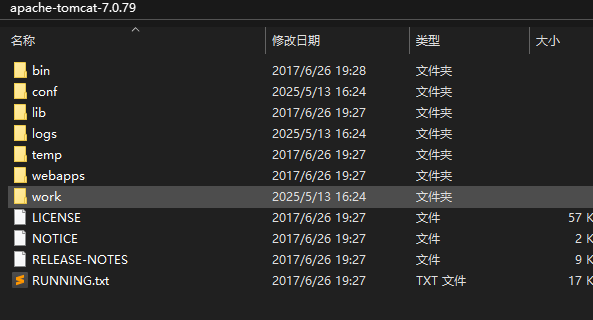 apache-tomcat-7.0.79
名称 修改日期 类型 大小
bin 2017/6/26 19:28 文件夹
conf 2025/5/13 16:24 文件夹
lib 2017/6/26 19:27 文件夹
logs 2025/5/13 16:24 文件夹
temp 2017/6/26 19:27 文件夹
webapps 2017/6/26 19:27 文件夹
work 2025/5/13 16:24 文件夹
LICENSE 2017/6/26 19:27 文件 57 K
NOTICE 2017/6/26 19:27 文件 2 K
RELEASE-NOTES 2017/6/26 19:27 文件 9 K
RUNNING.txt 2017/6/26 19:27 TXT 文件 17 K